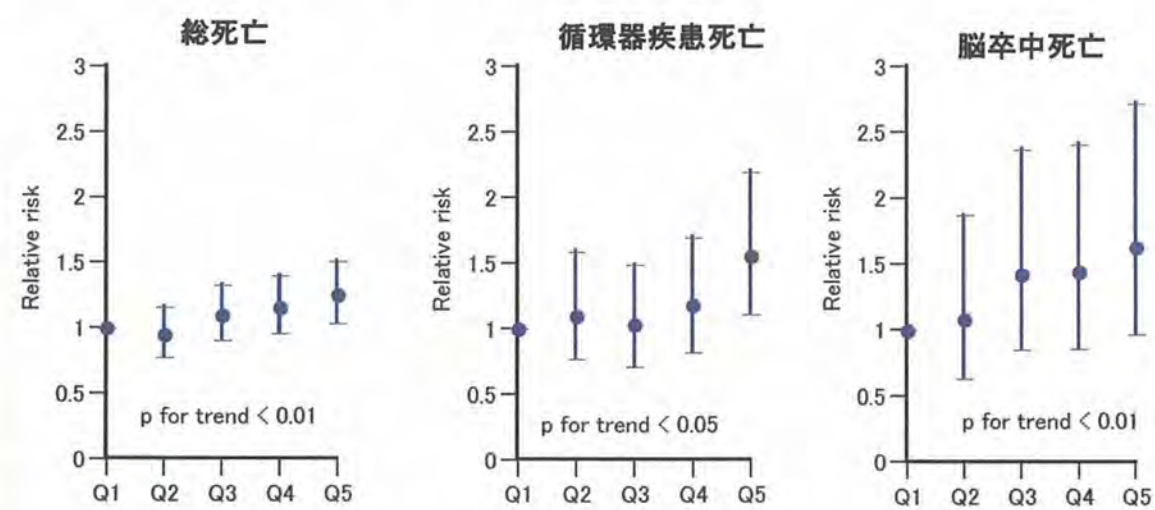 総死亡
3
2.5
2
1.5
1
0.5
0
Relative risk
p for trend < 0.01
Q1 Q2 Q3 Q4 Q5
循環器疾患死亡
3
2.5
2
1.5
1
0.5
0
Relative risk
p for trend < 0.05
Q1 Q2 Q3 Q4 Q5
脳卒中死亡
3
2.5
2
1.5
1
0.5
0
Relative risk
p for trend < 0.01
Q1 Q2 Q3 Q4 Q5